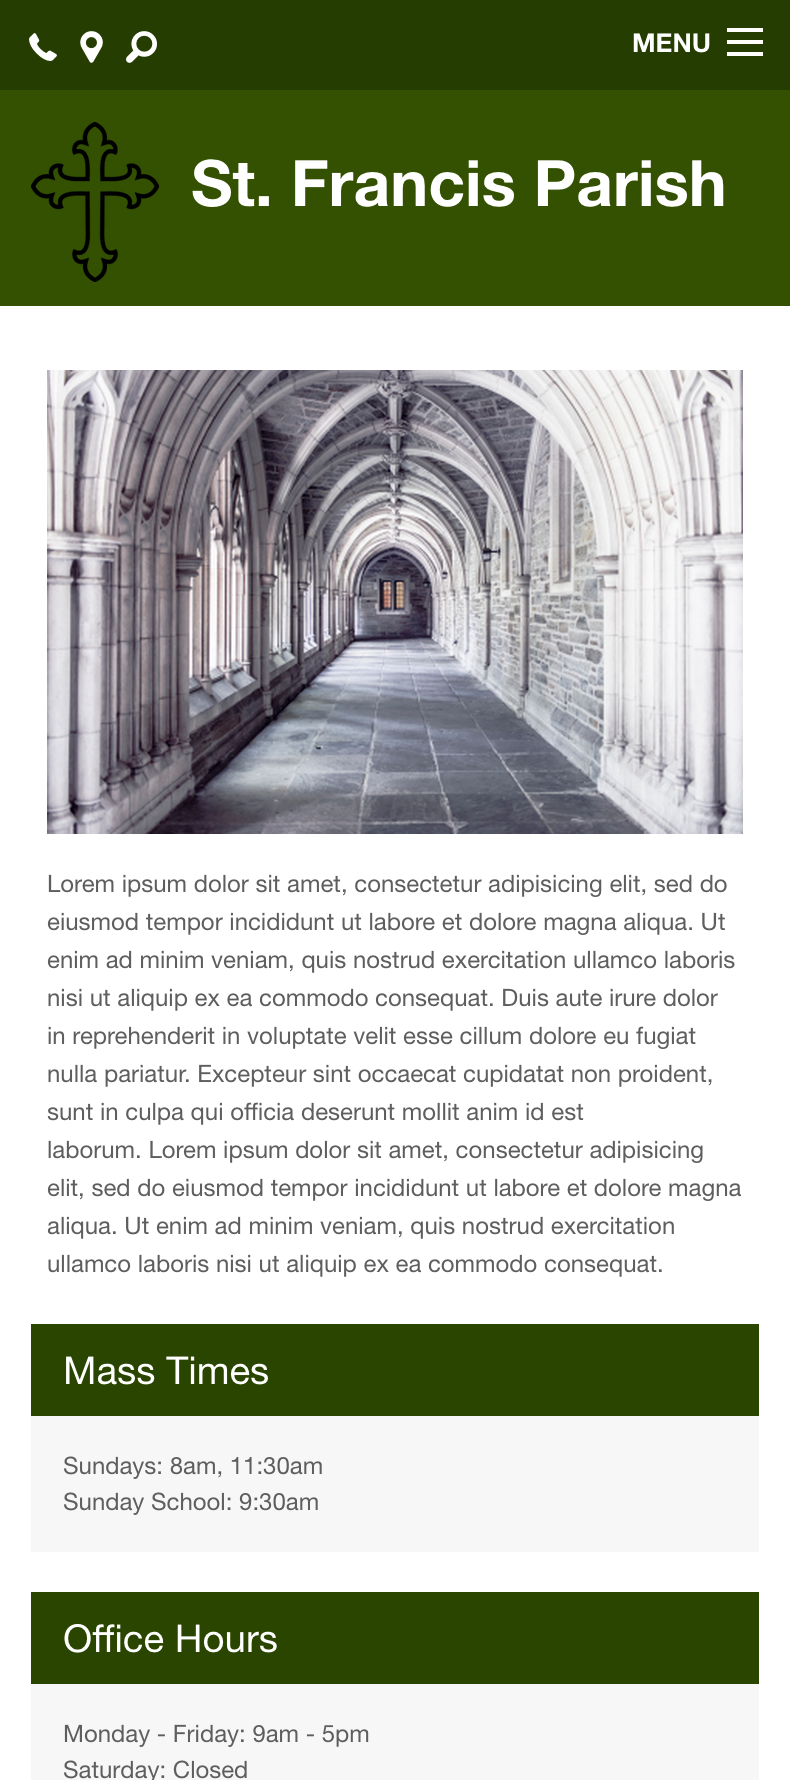 MENU
St. Francis Parish
Lorem ipsum dolor sit amet, consectetur adipisicing elit, sed do
eiusmod tempor incididunt ut labore et dolore magna aliqua. Ut
enim ad minim veniam, quis nostrud exercitation ullamco laboris
nisi ut aliquip ex ea commodo consequat. Duis aute irure dolor
in reprehenderit in voluptate velit esse cillum dolore eu fugiat
nulla pariatur. Excepteur sint occaecat cupidatat non proident,
sunt in culpa qui officia deserunt mollit anim id est
laborum. Lorem ipsum dolor sit amet, consectetur adipisicing
elit, sed do eiusmod tempor incididunt ut labore et dolore magna
aliqua. Ut enim ad minim veniam, quis nostrud exercitation
ullamco laboris nisi ut aliquip ex ea commodo consequat.
Mass Times
Sundays: 8am, 11:30am
Sunday School: 9:30am
Office Hours
Monday - Friday: 9am - 5pm
Saturday: Closed